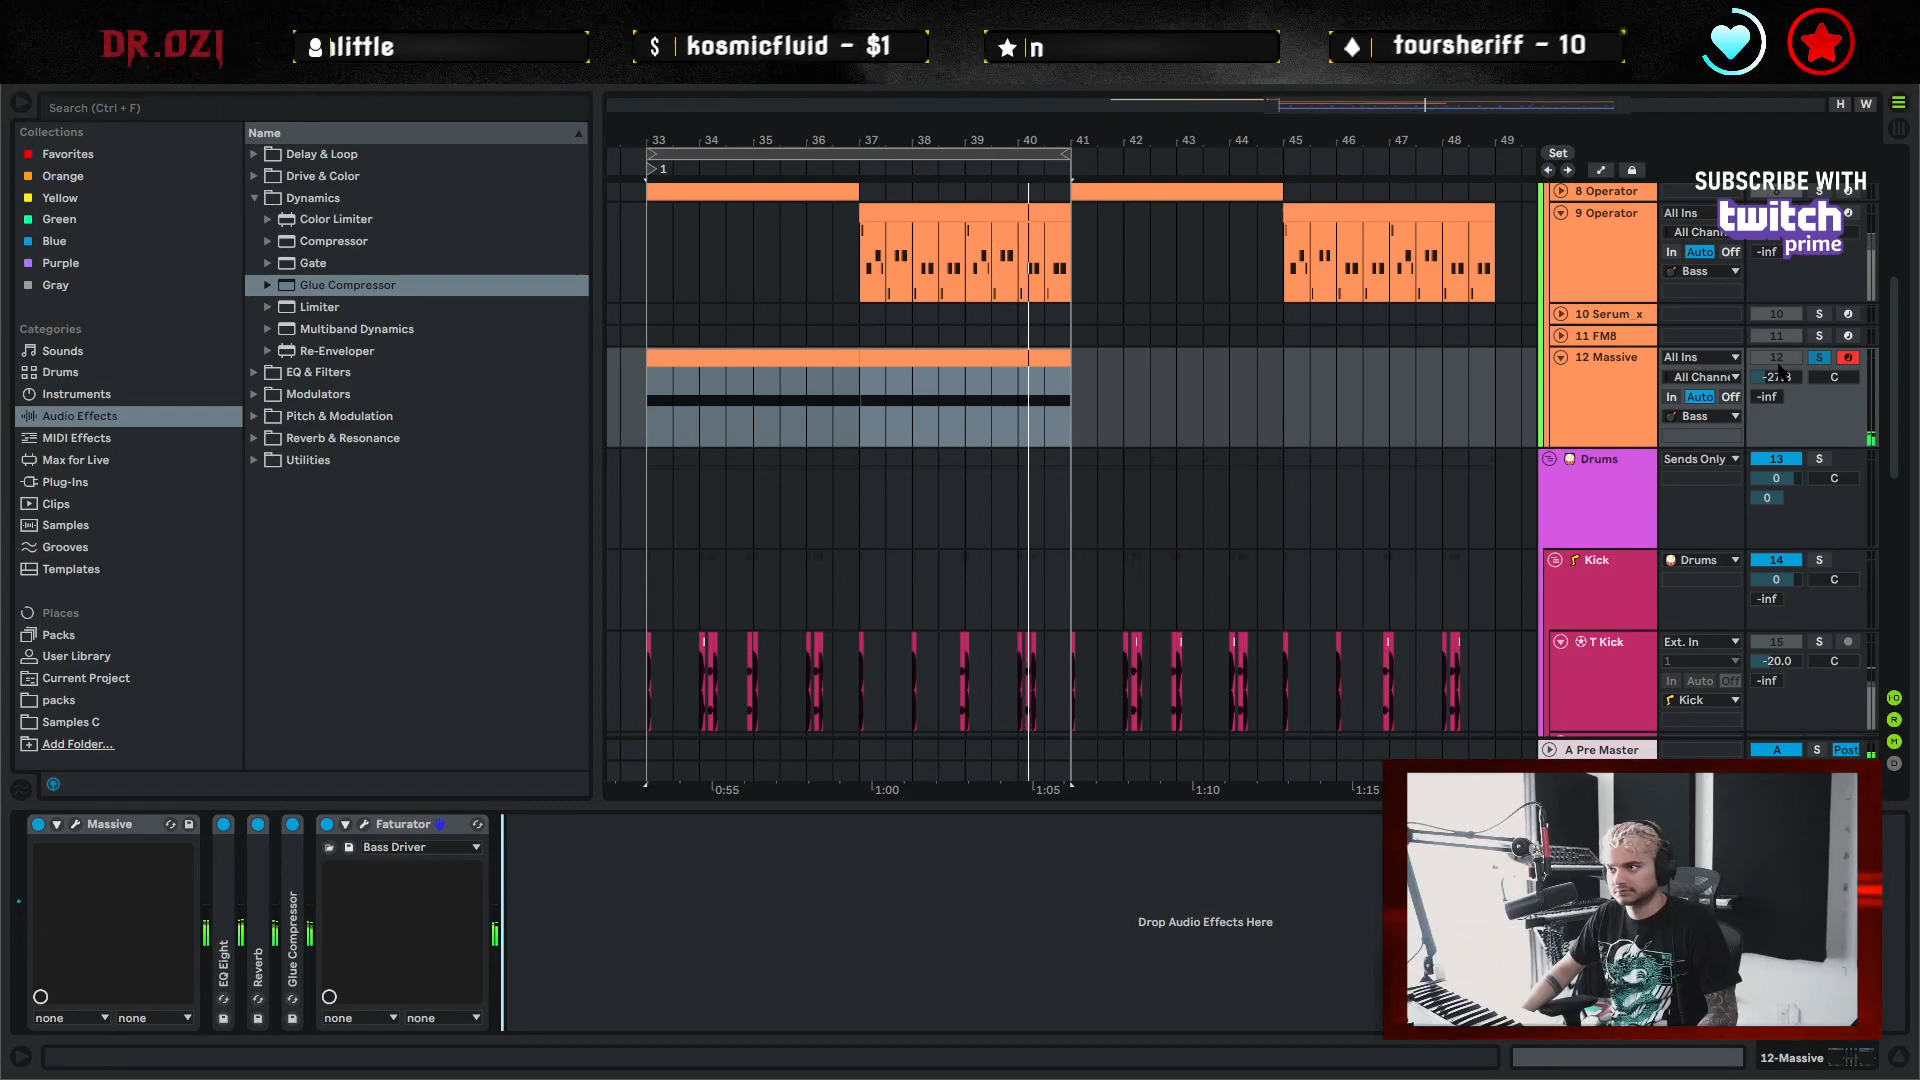 DR.OZI
little
$ kosmicfluid - $1
n
toursheriff - 10
Search (Ctrl + F)
H
W
Collections
Favorites
Orange
Yellow
Green
Blue
Purple
Gray
Categories
Sounds
Drums
Instruments
Audio Effects
MIDI Effects
Max for Live
Plug-Ins
Clips
Samples
Grooves
Templates
Places
Packs
User Library
Current Project
packs
Samples C
Add Folder...
Name
Delay & Loop
Drive & Color
Dynamics
Color Limiter
Compressor
Gate
Glue Compressor
Limiter
Multiband Dynamics
Re-Enveloper
EQ & Filters
Modulators
Pitch & Modulation
Reverb & Resonance
Utilities
33 34 35 36 37 38 39 40 41 42 43 44 45 46 47 48 49
1
Set
SUBSCRIBE WITH
twitch
prime
8 Operator
9 Operator
All Ins
All Chann
In Auto Off
-inf
Bass
10 Serum_x
10 S
11 FM8
11 S
12 Massive
All Ins
12 S
All Channe
C
In Auto Off
-inf
Bass
Drums
Sends Only
13 S
0 C
0
Kick
Drums
14 S
0 C
-inf
T Kick
Ext. In
15 S
1
-20.0 C
In Auto Off
-inf
Kick
A Pre Master
A S Post
0:55 1:00 1:05 1:10 1:15
I·O
R
M
D
Massive
none
none
EQ Eight
Reverb
Glue Compressor
Faturator
Bass Driver
none
none
Drop Audio Effects Here
12-Massive